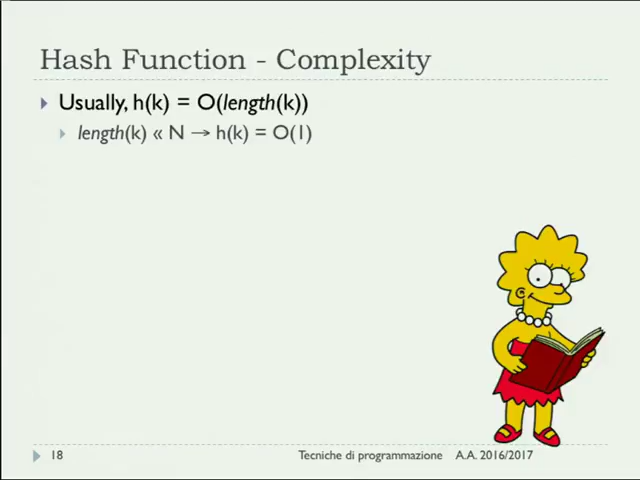 Hash Function - Complexity
Usually, h(k) = O(length(k))
length(k) « N → h(k) = O(1)
18 Tecniche di programmazione A.A. 2016/2017